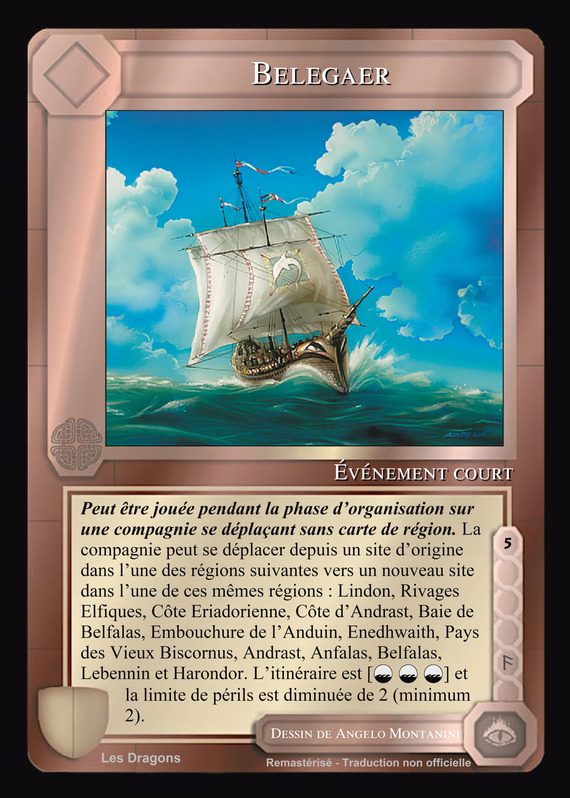 Belegaer
Événement court
Peut être jouée pendant la phase d'organisation sur
une compagnie se déplaçant sans carte de région. La
compagnie peut se déplacer depuis un site d'origine
dans l'une des régions suivantes vers un nouveau site
dans l'une de ces mêmes régions : Lindon, Rivages
Elfiques, Côte Eriadorienne, Côte d'Andrast, Baie de
Belfalas, Embouchure de l'Anduin, Enedhwaith, Pays
des Vieux Biscornus, Andrast, Anfalas, Belfalas,
Lebennin et Harondor. L'itinéraire est [ ] et
la limite de périls est diminuée de 2 (minimum
2).
5
ᚩ
Dessin de Angelo Montanini
Les Dragons
Remastérisé - Traduction non officielle